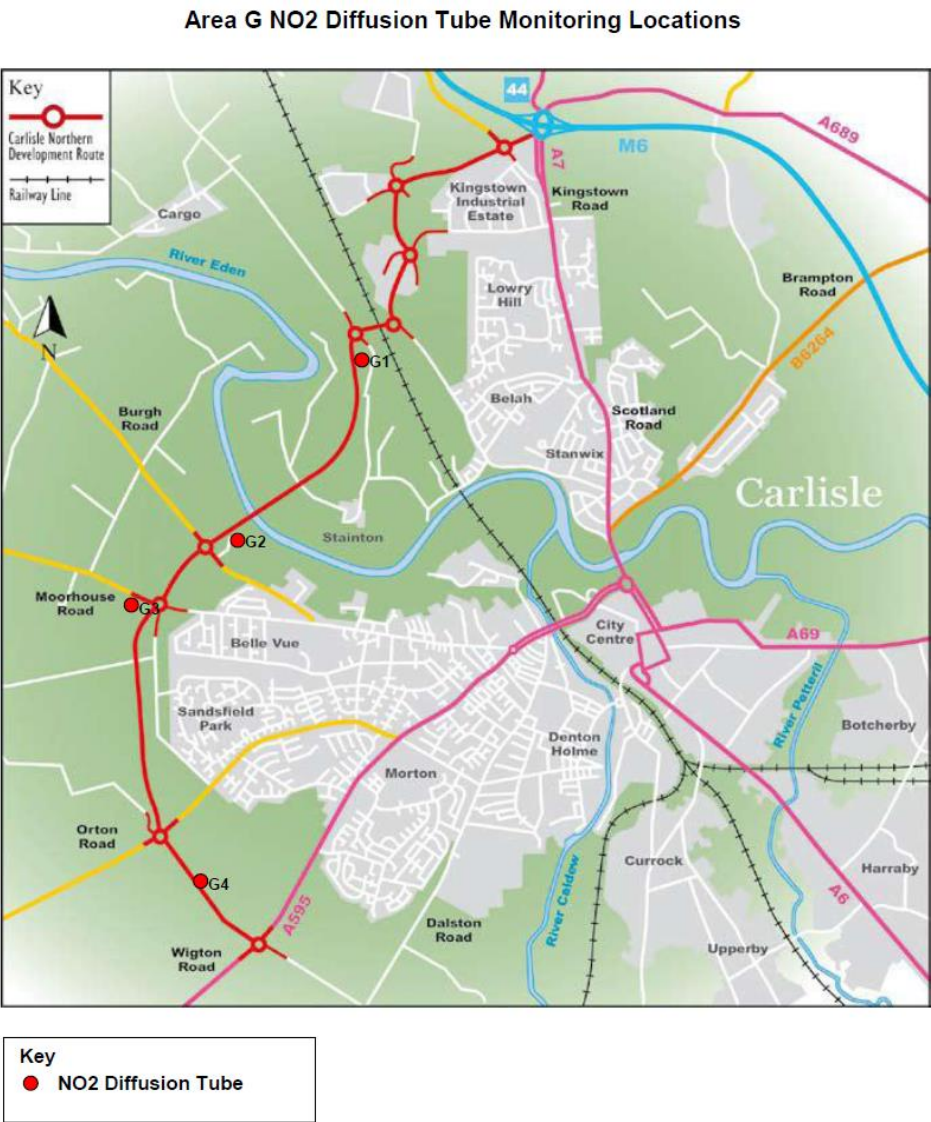 Area G NO2 Diffusion Tube Monitoring Locations
Key
Carlisle Northern
Development Route
Railway Line
44
A689
M6
A7
Kingstown
Road
Kingstown
Industrial
Estate
Cargo
River Eden
Brampton
Road
Lowry
Hill
N
B6264
G1
Belah
Burgh
Road
Scotland
Road
Stanwix
Carlisle
Stainton
G2
Moorhouse
Road
G3
City
Centre
A69
Belle Vue
River Petteril
Sandsfield
Park
Botcherby
Denton
Holme
Morton
Orton
Road
Currock
Harraby
G4
A6
A595
River Caldew
Dalston
Road
Wigton
Road
Upperby
Key
NO2 Diffusion Tube